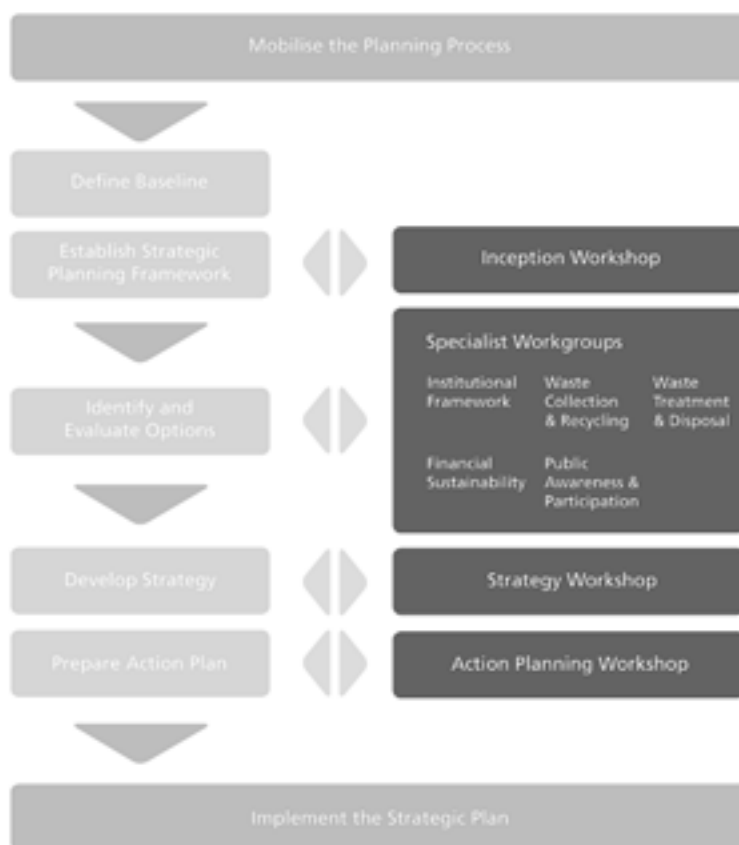 Mobilise the Planning Process
Define Baseline
Establish Strategic
Planning Framework
Inception Workshop
Specialist Workgroups
Institutional
Framework
Waste
Collection
& Recycling
Waste
Treatment
& Disposal
Identify and
Evaluate Options
Financial
Sustainability
Public
Awareness &
Participation
Develop Strategy
Strategy Workshop
Prepare Action Plan
Action Planning Workshop
Implement the Strategic Plan